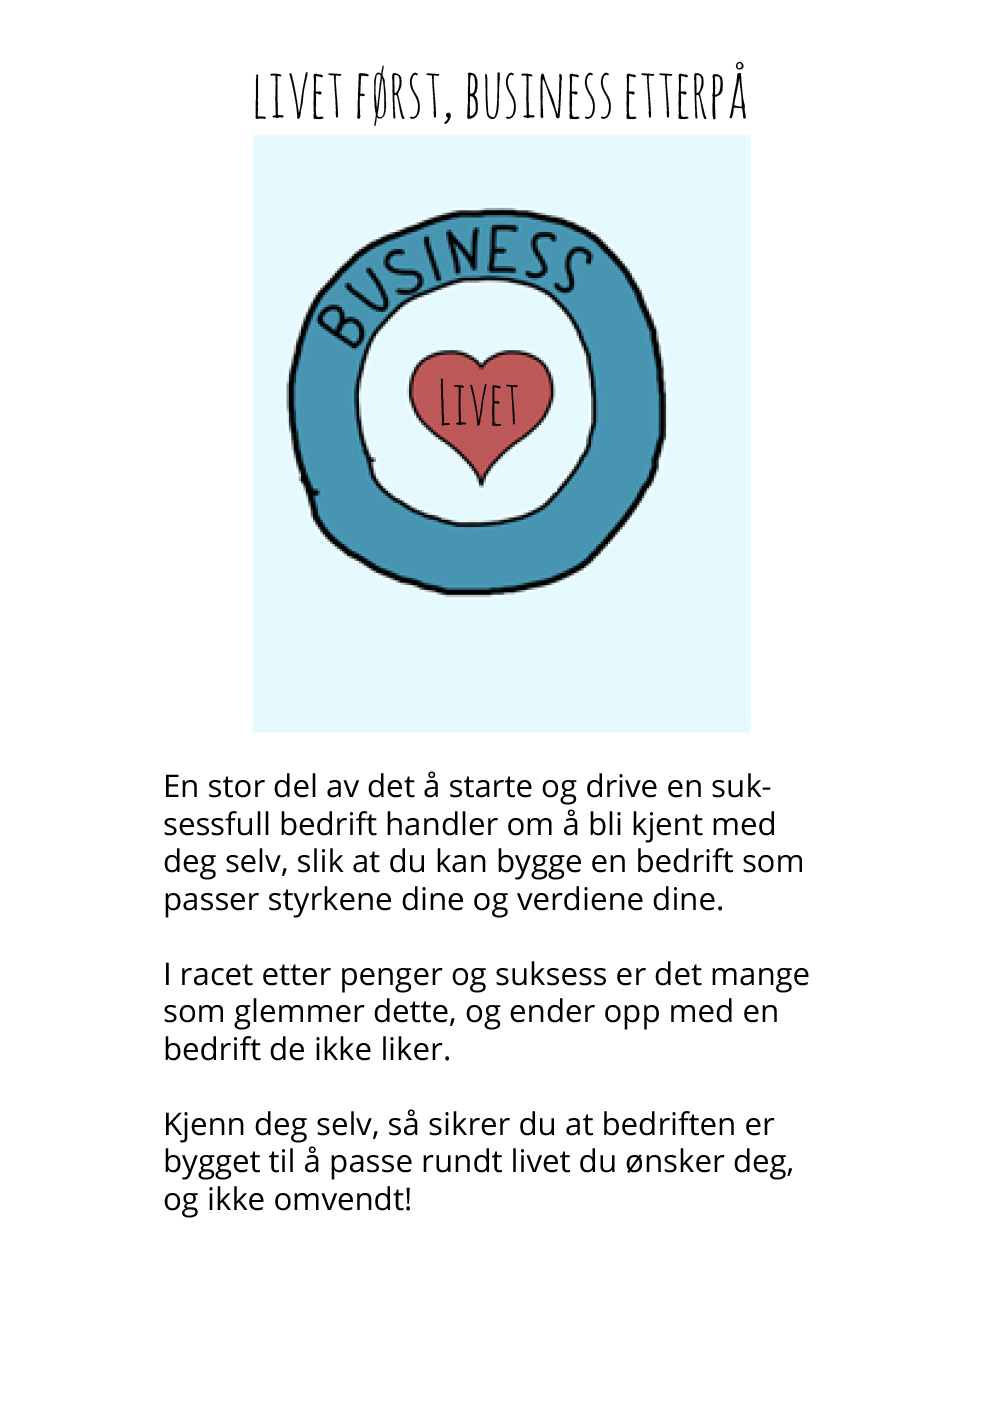 LIVET FØRST, BUSINESS ETTERPÅ
BUSINESS
LIVET
En stor del av det å starte og drive en suk-
sessfull bedrift handler om å bli kjent med
deg selv, slik at du kan bygge en bedrift som
passer styrkene dine og verdiene dine.
I racet etter penger og suksess er det mange
som glemmer dette, og ender opp med en
bedrift de ikke liker.
Kjenn deg selv, så sikrer du at bedriften er
bygget til å passe rundt livet du ønsker deg,
og ikke omvendt!